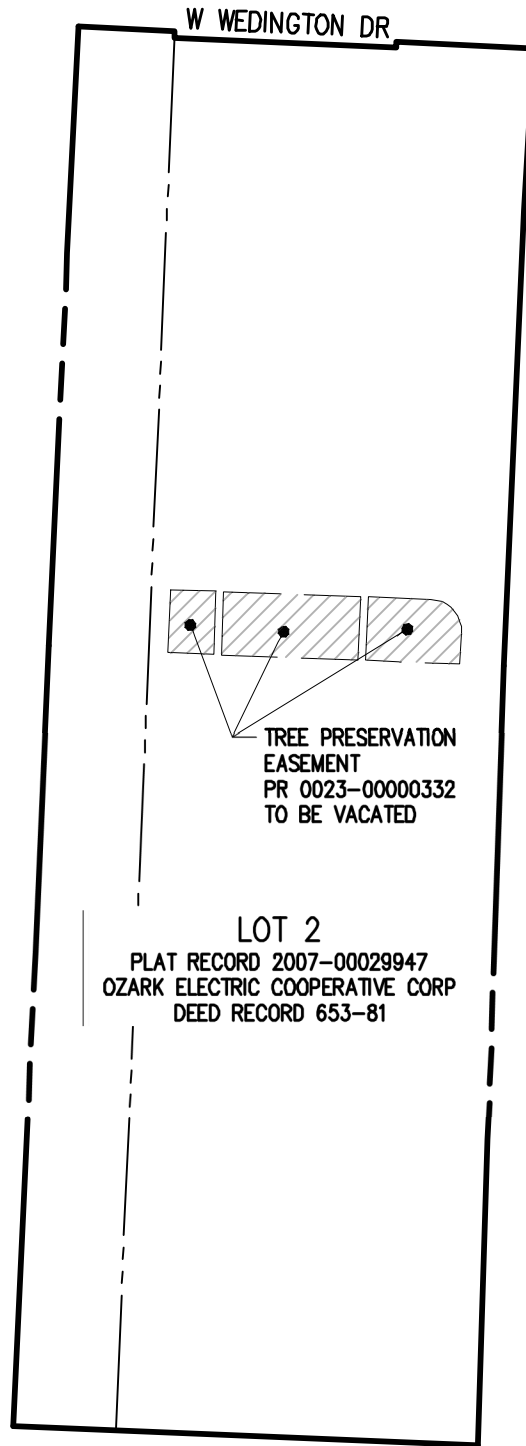 W WEDINGTON DR
TREE PRESERVATION
EASEMENT
PR 0023-00000332
TO BE VACATED
LOT 2
PLAT RECORD 2007-00029947
OZARK ELECTRIC COOPERATIVE CORP
DEED RECORD 653-81